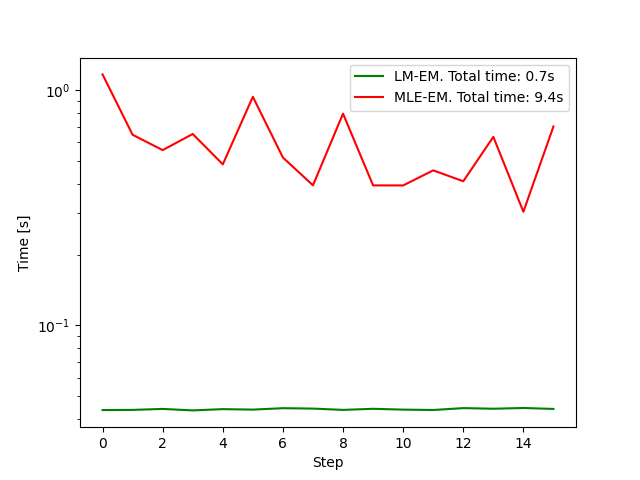 LM-EM. Total time: 0.7s
MLE-EM. Total time: 9.4s
10⁰
10⁻¹
Time [s]
0 2 4 6 8 10 12 14
Step